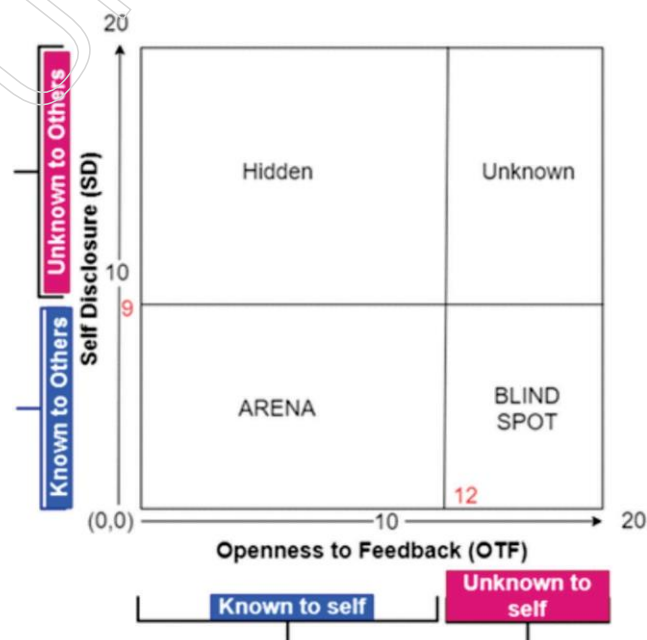 20
Unknown to Others
Self Disclosure (SD)
Hidden
Unknown
10
9
Known to Others
ARENA
BLIND
SPOT
12
(0,0)
10
20
Openness to Feedback (OTF)
Known to self
Unknown to
self